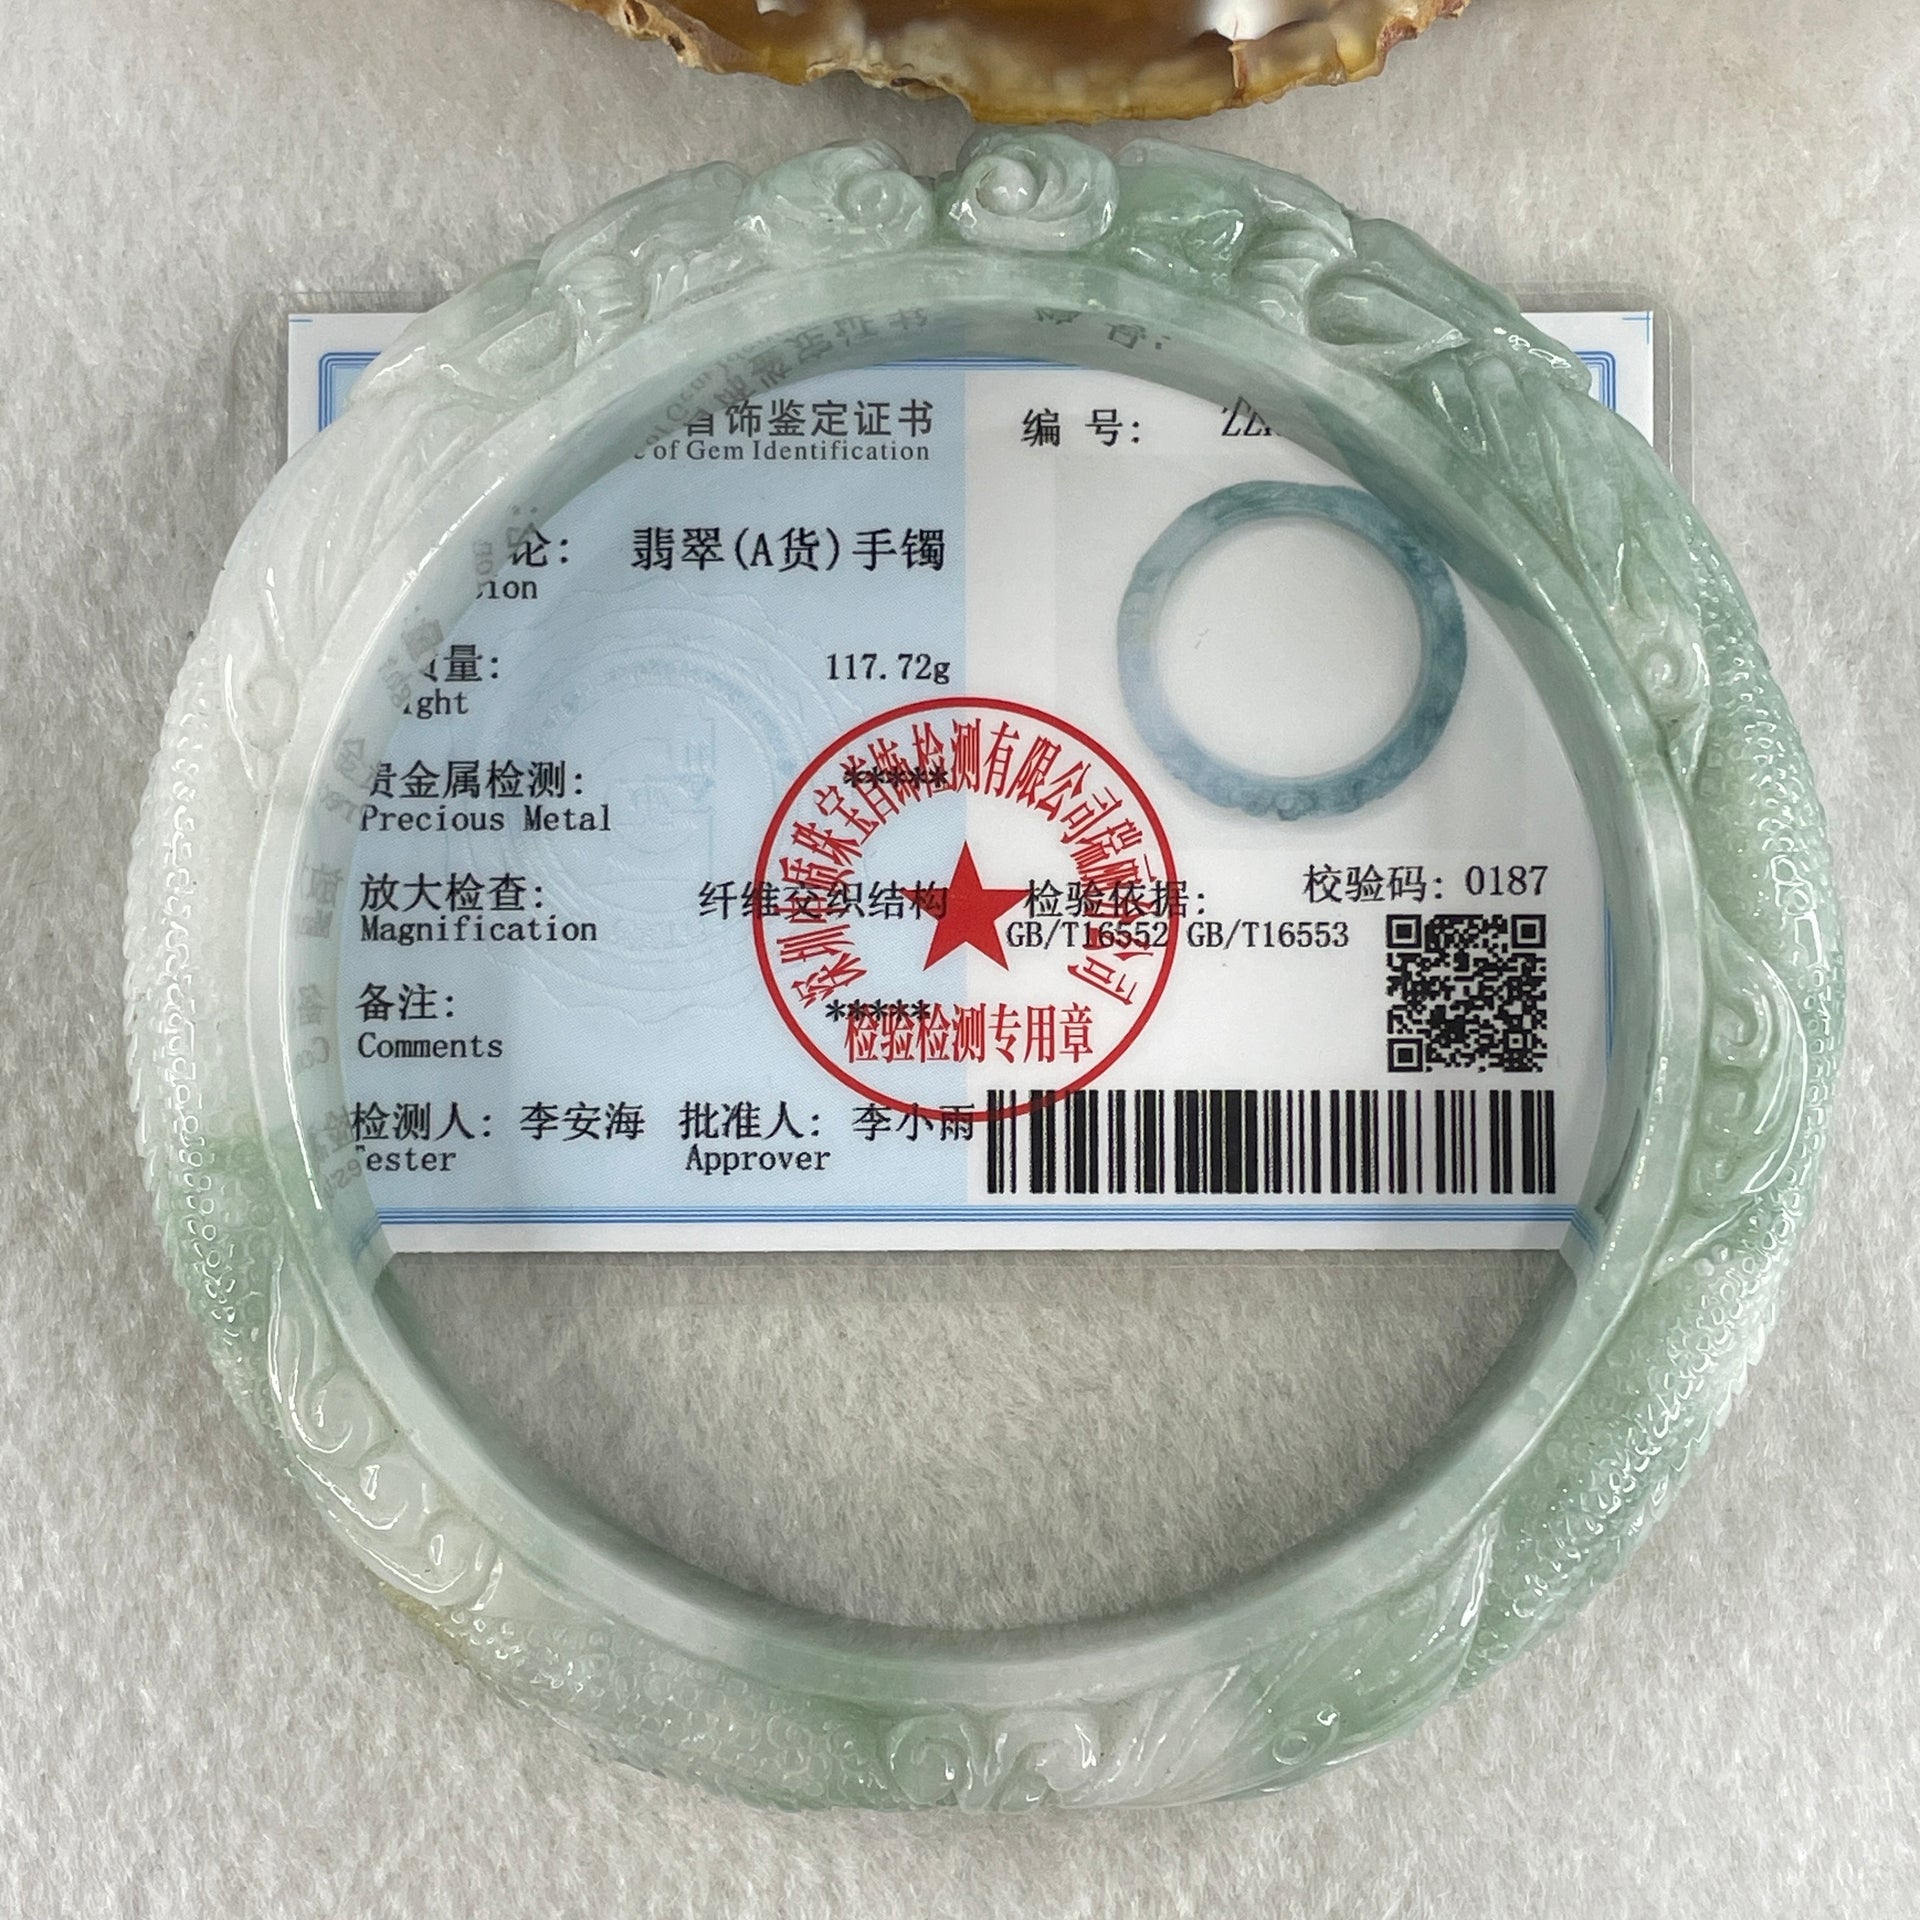 首饰鉴定证书
of Gem Identification
编 号:
论: 翡翠(A货)手镯
量: 117.72g
贵金属检测: *****
Precious Metal
放大检查: 纤维交织结构
Magnification
备注: *****
Comments
检测人: 李安海 批准人: 李小雨
Tester Approver
检验依据:
GB/T16552 GB/T16553
校验码: 0187
检验检测专用章